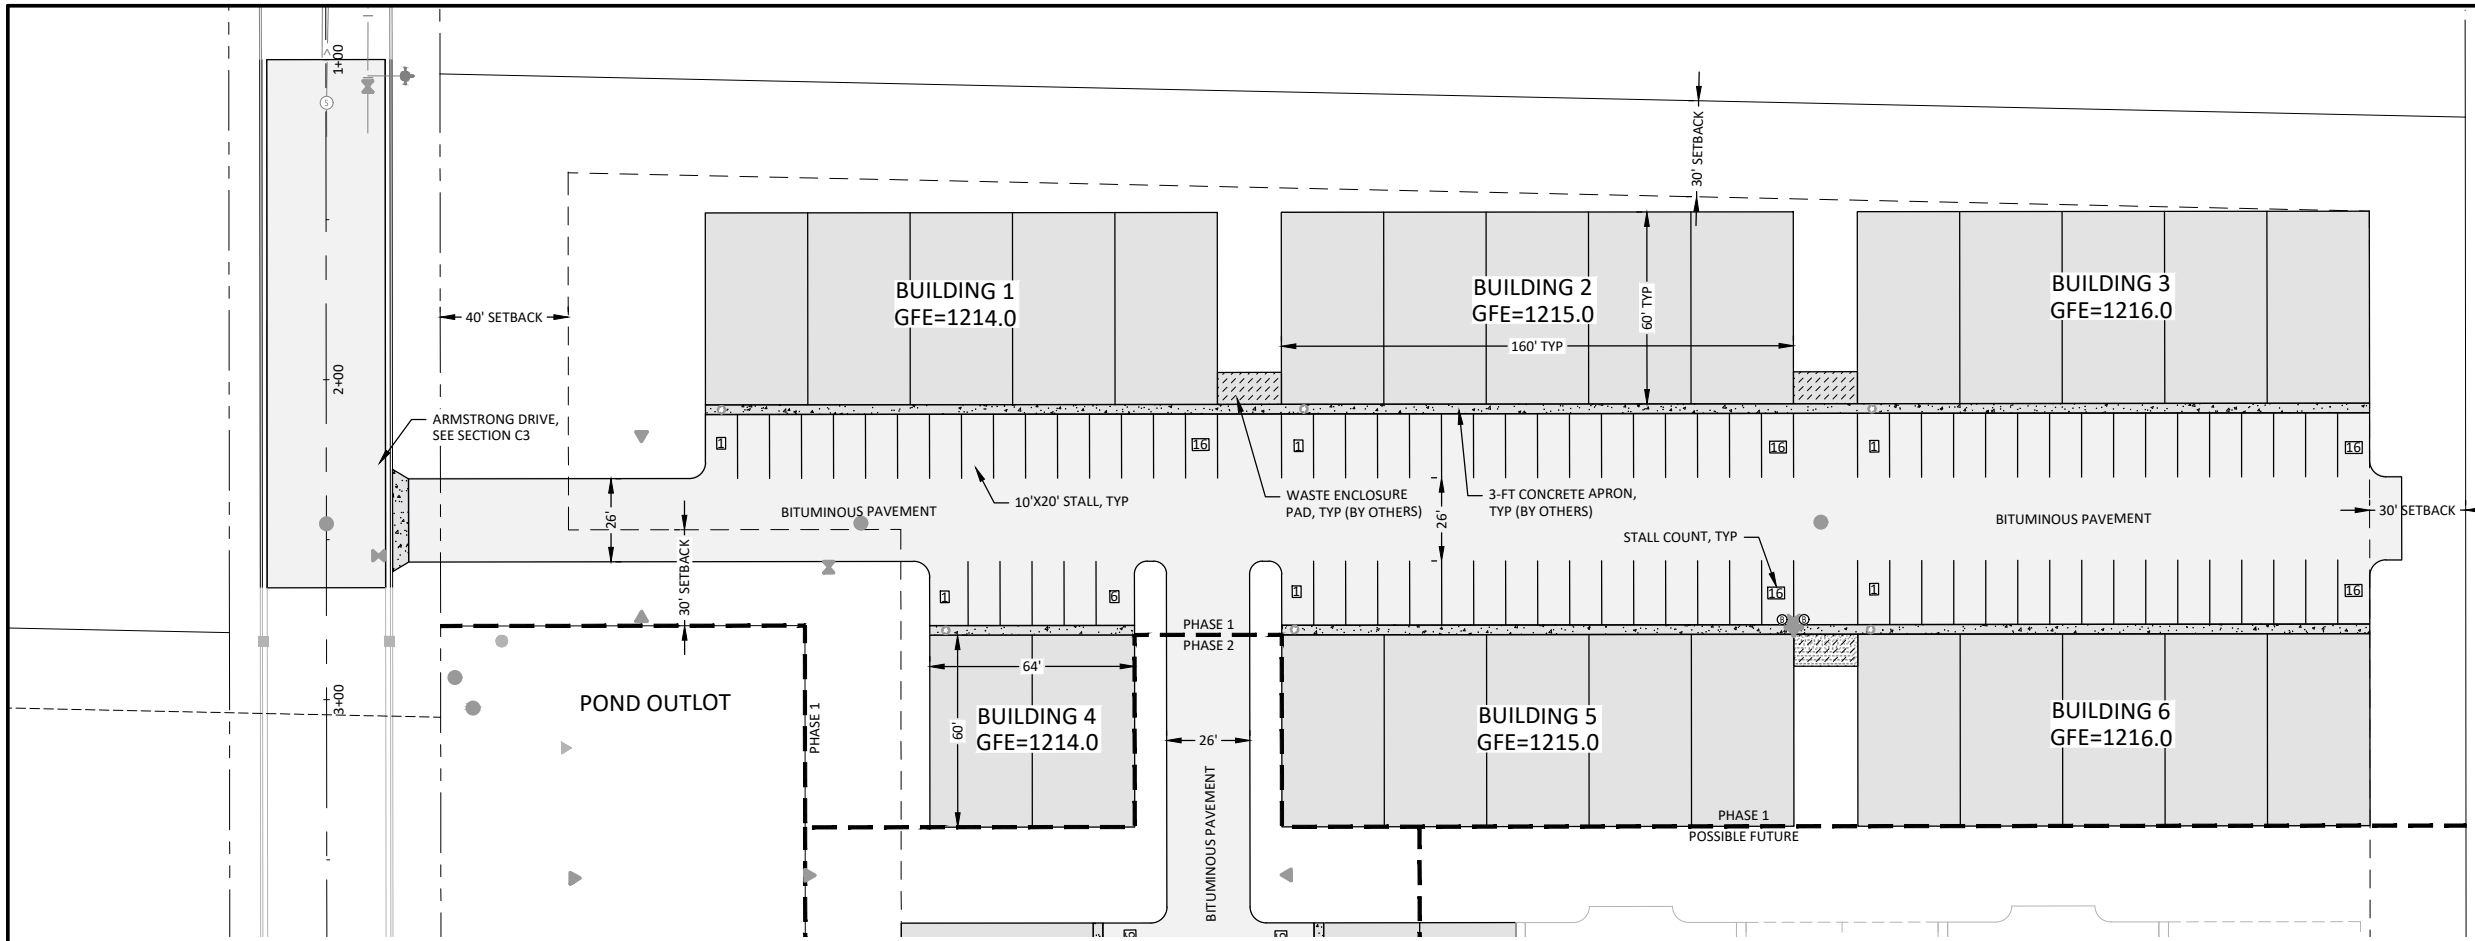 1+00
S
30' SETBACK
BUILDING 1
GFE=1214.0
BUILDING 2
GFE=1215.0
BUILDING 3
GFE=1216.0
60' TYP
40' SETBACK
160' TYP
2+00
ARMSTRONG DRIVE,
SEE SECTION C3
1
16
1
16
1
16
10'X20' STALL, TYP
WASTE ENCLOSURE
PAD, TYP (BY OTHERS)
3-FT CONCRETE APRON,
TYP (BY OTHERS)
26'
BITUMINOUS PAVEMENT
26'
BITUMINOUS PAVEMENT
30' SETBACK
STALL COUNT, TYP
30' SETBACK
1
6
1
16
1
16
PHASE 1
PHASE 2
64'
POND OUTLOT
3+00
PHASE 1
60'
BUILDING 4
GFE=1214.0
26'
BUILDING 5
GFE=1215.0
BUILDING 6
GFE=1216.0
BITUMINOUS PAVEMENT
PHASE 1
POSSIBLE FUTURE